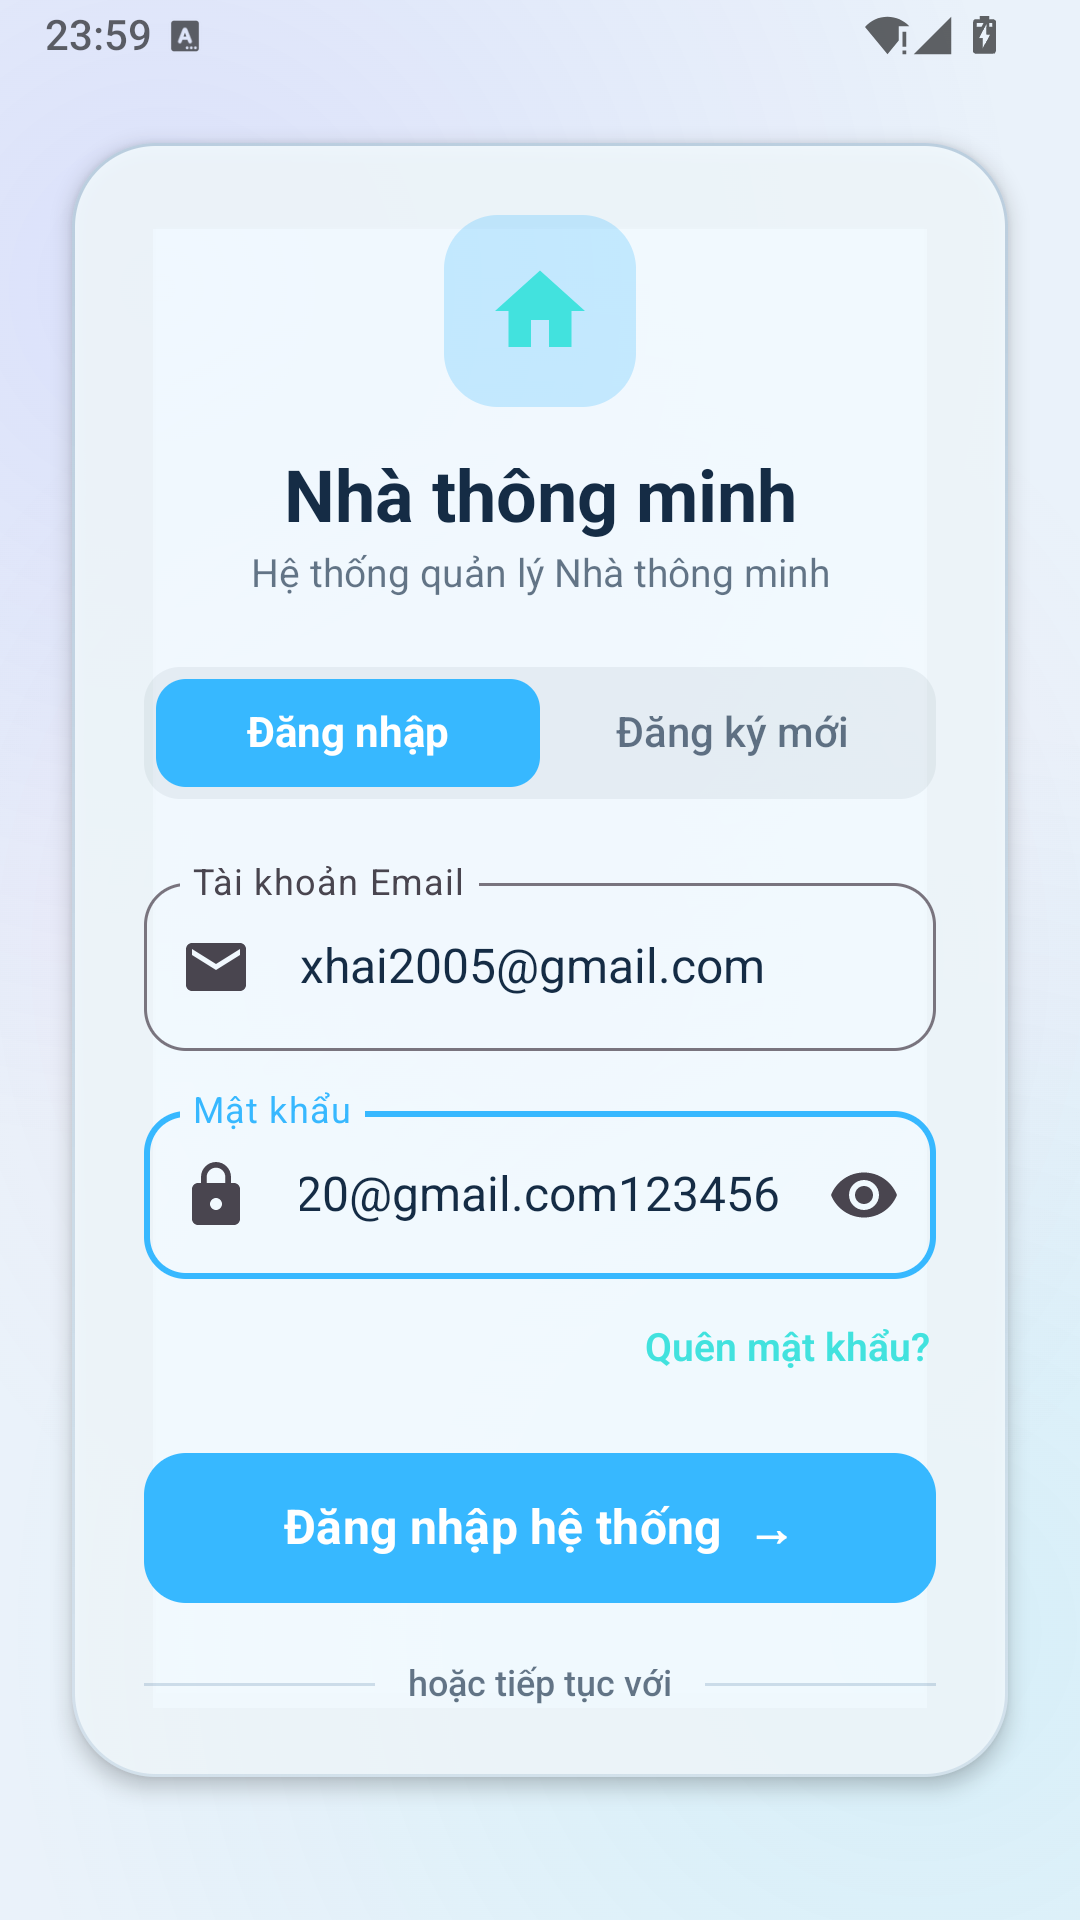 23:59
Nhà thông minh
Hệ thống quản lý Nhà thông minh
Đăng nhập
Đăng ký mới
Tài khoản Email
xhai2005@gmail.com
Mật khẩu
20@gmail.com123456
Quên mật khẩu?
Đăng nhập hệ thống →
hoặc tiếp tục với